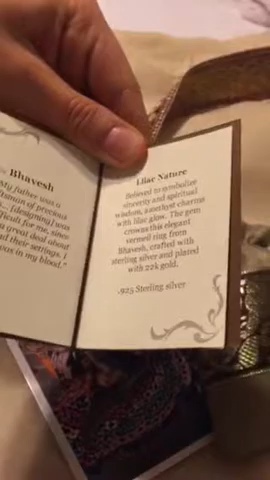 Bhavesh
"My father was a
of precious
... [designing] was
for me, since
a great deal about
their settings. I
was in my blood."
Lilac Nature
Believed to symbolize
sincerity and spiritual
wisdom, amethyst charms
with lilac glow. The gem
crowns this elegant
vermeil ring from
Bhavesh, crafted with
sterling silver and plated
with 22k gold.
.925 Sterling silver